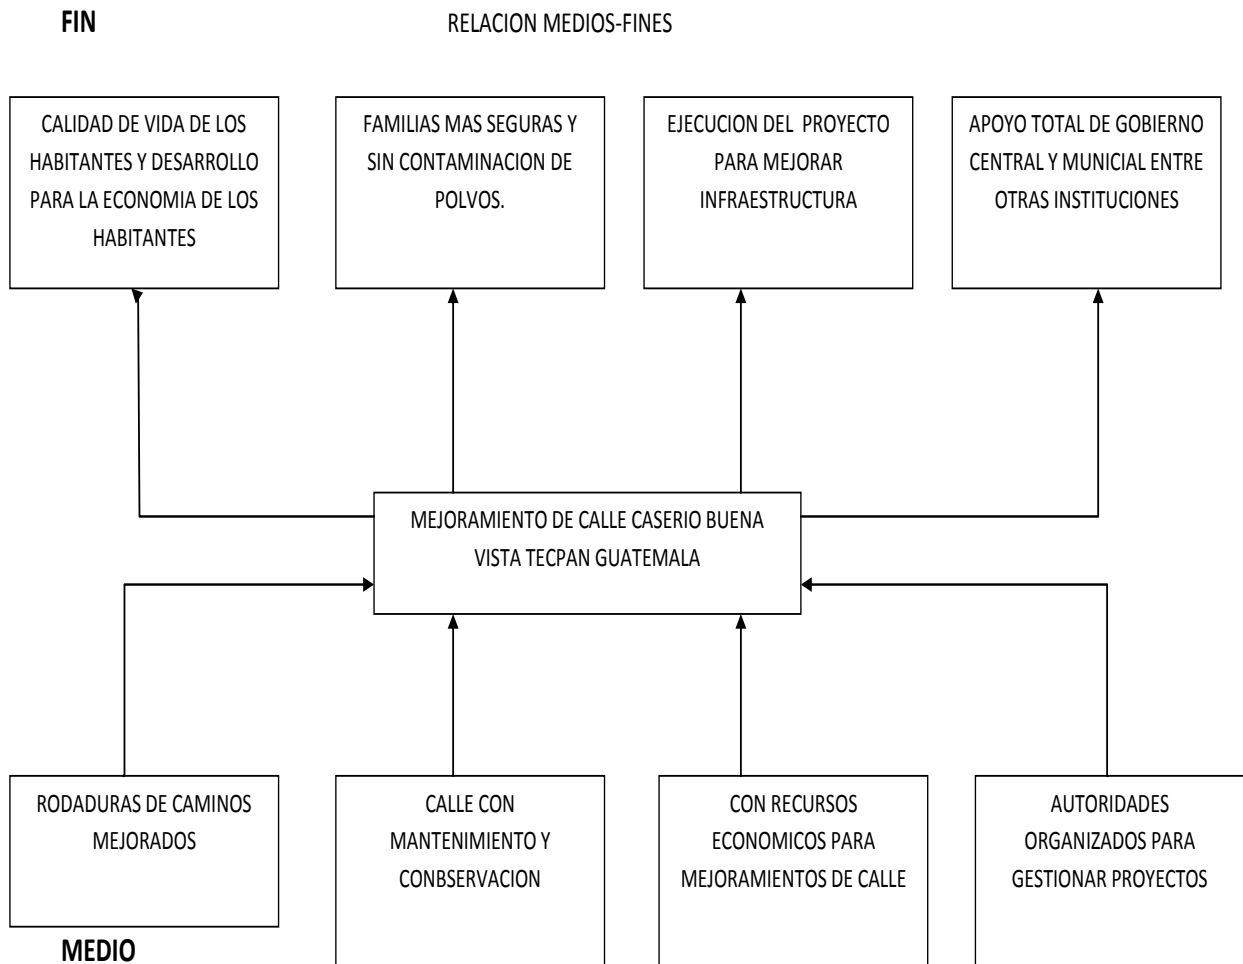 FIN
RELACION MEDIOS-FINES
CALIDAD DE VIDA DE LOS
HABITANTES Y DESARROLLO
PARA LA ECONOMIA DE LOS
HABITANTES
FAMILIAS MAS SEGURAS Y
SIN CONTAMINACION DE
POLVOS.
EJECUCION DEL PROYECTO
PARA MEJORAR
INFRAESTRUCTURA
APOYO TOTAL DE GOBIERNO
CENTRAL Y MUNICIAL ENTRE
OTRAS INSTITUCIONES
MEJORAMIENTO DE CALLE CASERIO BUENA
VISTA TECPAN GUATEMALA
RODADURAS DE CAMINOS
MEJORADOS
CALLE CON
MANTENIMIENTO Y
CONBSERVACION
CON RECURSOS
ECONOMICOS PARA
MEJORAMIENTOS DE CALLE
AUTORIDADES
ORGANIZADOS PARA
GESTIONAR PROYECTOS
MEDIO